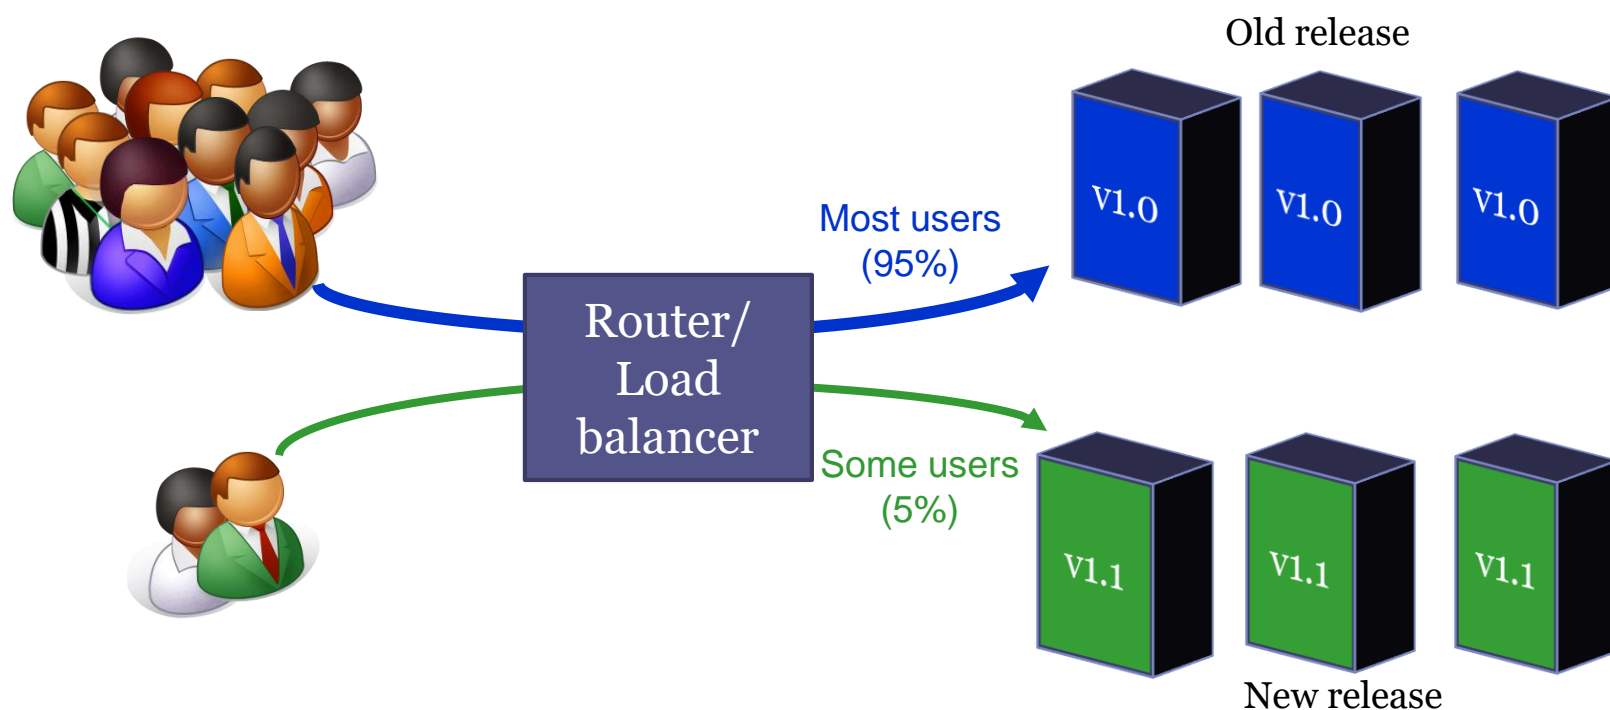 Old release
V1.0
V1.0
V1.0
Most users
(95%)
Router/
Load
balancer
Some users
(5%)
V1.1
V1.1
V1.1
New release